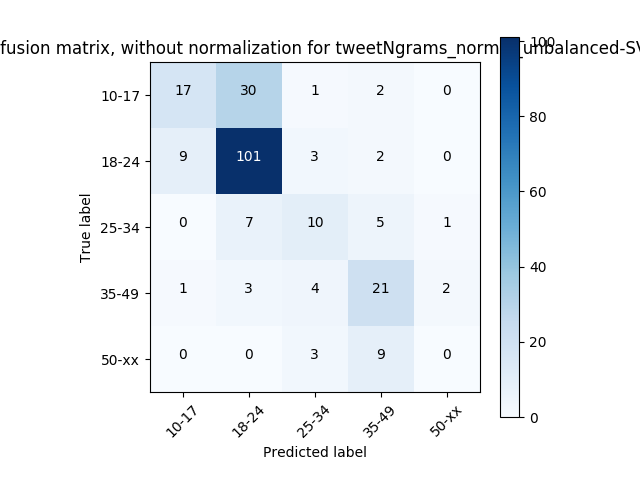 fusion matrix, without normalization for tweetNgrams_norm
unbalanced-SV
True label
10-17 17 30 1 2 0
18-24 9 101 3 2 0
25-34 0 7 10 5 1
35-49 1 3 4 21 2
50-xx 0 0 3 9 0
10-17 18-24 25-34 35-49 50-xx
Predicted label
100
80
60
40
20
0